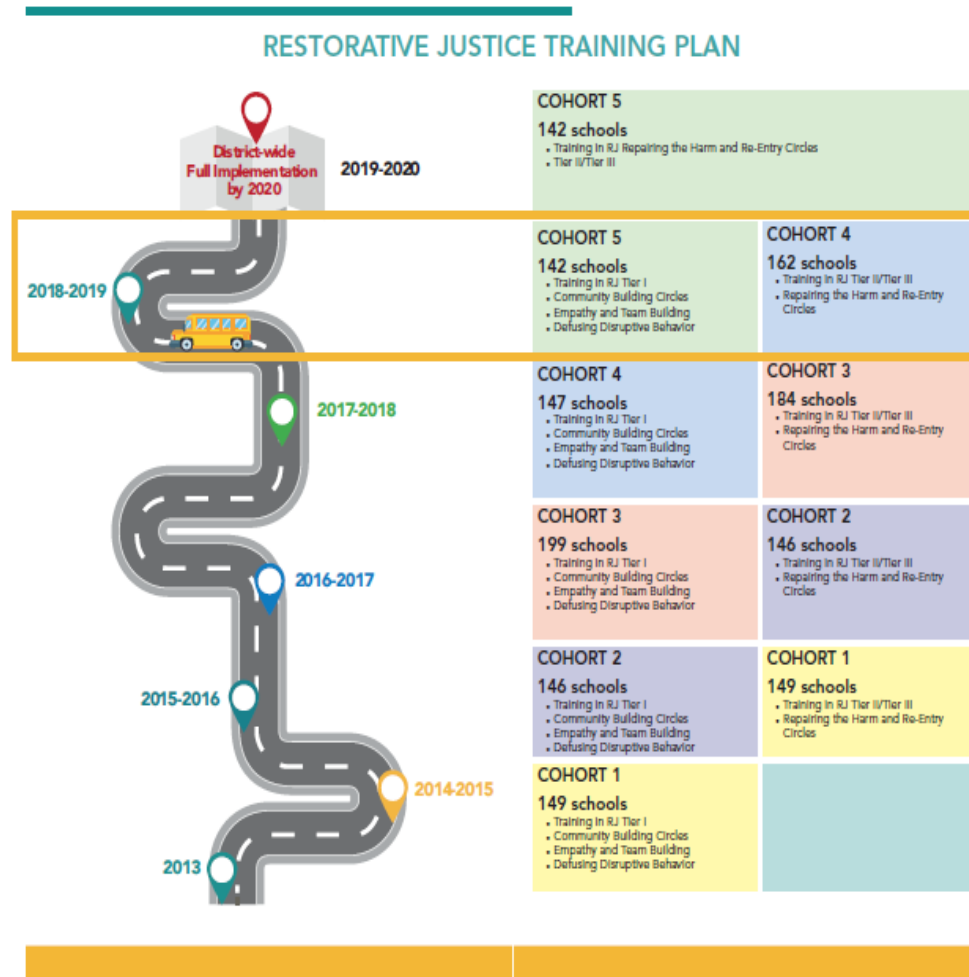 RESTORATIVE JUSTICE TRAINING PLAN
District-wide
Full Implementation
by 2020
2019-2020
COHORT 5
142 schools
• Training in RJ Repairing the Harm and Re-Entry Circles
• Tier II/Tier III
2018-2019
COHORT 5
142 schools
• Training in RJ Tier I
• Community Building Circles
• Empathy and Team Building
• Defusing Disruptive Behavior
COHORT 4
162 schools
• Training in RJ Tier II/Tier III
• Repairing the Harm and Re-Entry
Circles
2017-2018
COHORT 4
147 schools
• Training in RJ Tier I
• Community Building Circles
• Empathy and Team Building
• Defusing Disruptive Behavior
COHORT 3
184 schools
• Training in RJ Tier II/Tier III
• Repairing the Harm and Re-Entry
Circles
2016-2017
COHORT 3
199 schools
• Training in RJ Tier I
• Community Building Circles
• Empathy and Team Building
• Defusing Disruptive Behavior
COHORT 2
146 schools
• Training in RJ Tier II/Tier III
• Repairing the Harm and Re-Entry
Circles
2015-2016
COHORT 2
146 schools
• Training in RJ Tier I
• Community Building Circles
• Empathy and Team Building
• Defusing Disruptive Behavior
COHORT 1
149 schools
• Training in RJ Tier II/Tier III
• Repairing the Harm and Re-Entry
Circles
2014-2015
COHORT 1
149 schools
• Training in RJ Tier I
• Community Building Circles
• Empathy and Team Building
• Defusing Disruptive Behavior
2013